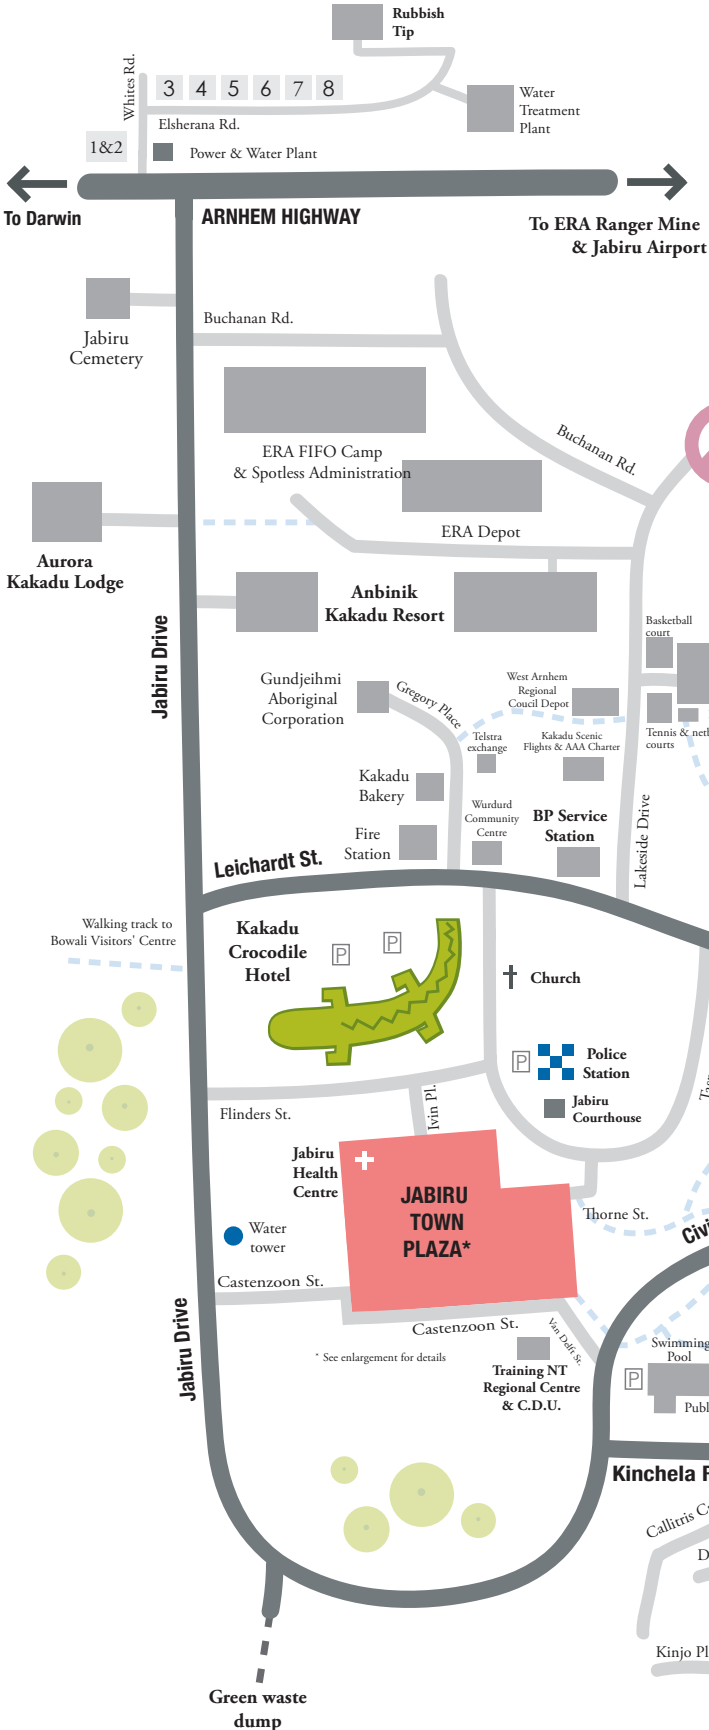 Rubbish
Tip
Whites Rd.
3 4 5 6 7 8
Water
Treatment
Plant
Elsherana Rd.
1&2
Power & Water Plant
To Darwin
ARNHEM HIGHWAY
To ERA Ranger Mine
& Jabiru Airport
Buchanan Rd.
Jabiru
Cemetery
Buchanan Rd.
ERA FIFO Camp
& Spotless Administration
ERA Depot
Aurora
Kakadu Lodge
Anbinik
Kakadu Resort
Jabiru Drive
Basketball
court
Gundjeihmi
Aboriginal
Corporation
Gregory Place
West Arnhem
Regional
Coucil Depot
Telstra
exchange
Kakadu Scenic
Flights & AAA Charter
Tennis & netb
courts
Kakadu
Bakery
Wurdurd
Community
Centre
BP Service
Station
Fire
Station
Lakeside Drive
Leichardt St.
Walking track to
Bowali Visitors' Centre
Kakadu
Crocodile
Hotel
P
P
Church
P
Police
Station
Jabiru
Courthouse
Flinders St.
Ivin Pl.
Jabiru
Health
Centre
JABIRU
TOWN
PLAZA*
Thorne St.
Civi
Water
tower
Castenzoon St.
Castenzoon St.
Van Delft St.
Jabiru Drive
* See enlargement for details
Training NT
Regional Centre
& C.D.U.
Swimming
Pool
P
Publ
Kinchela R
Callitris C
D
Kinjo Pl
Green waste
dump